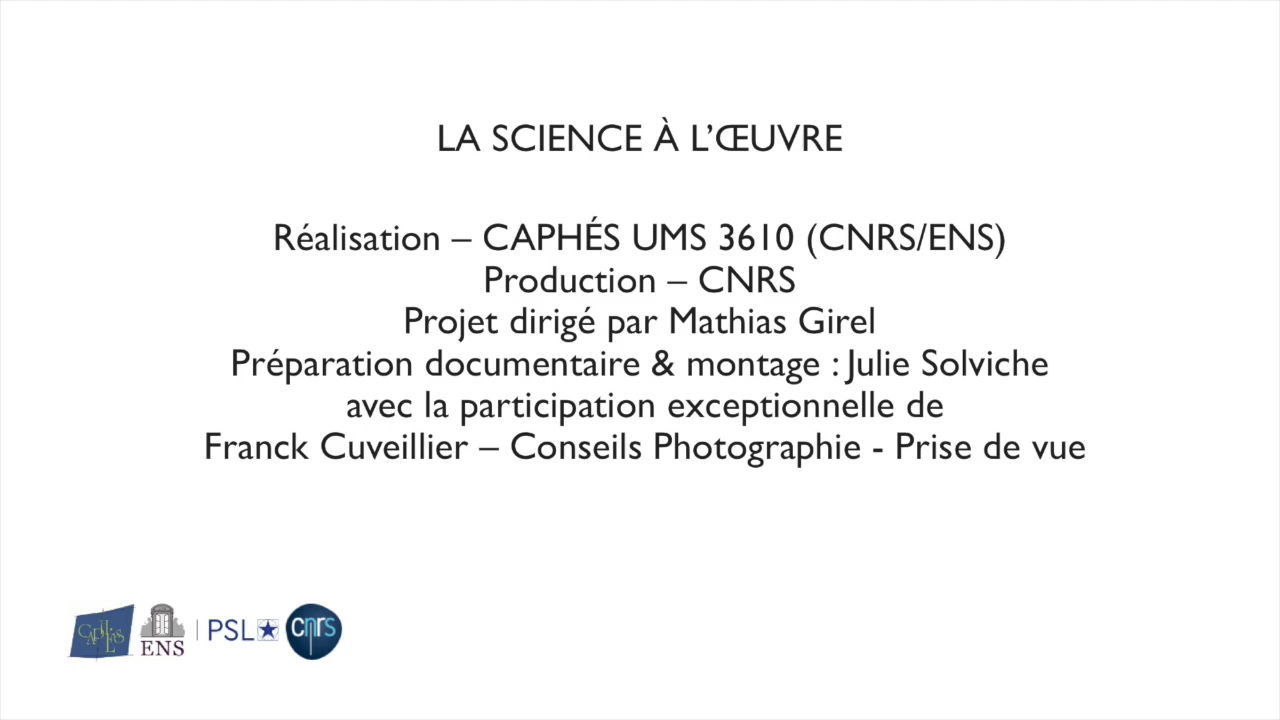 LA SCIENCE À L’ŒUVRE
Réalisation – CAPHÉS UMS 3610 (CNRS/ENS)
Production – CNRS
Projet dirigé par Mathias Girel
Préparation documentaire & montage : Julie Solviche
avec la participation exceptionnelle de
Franck Cuveillier – Conseils Photographie - Prise de vue
CAPHÉS
ENS
PSL
cnrs